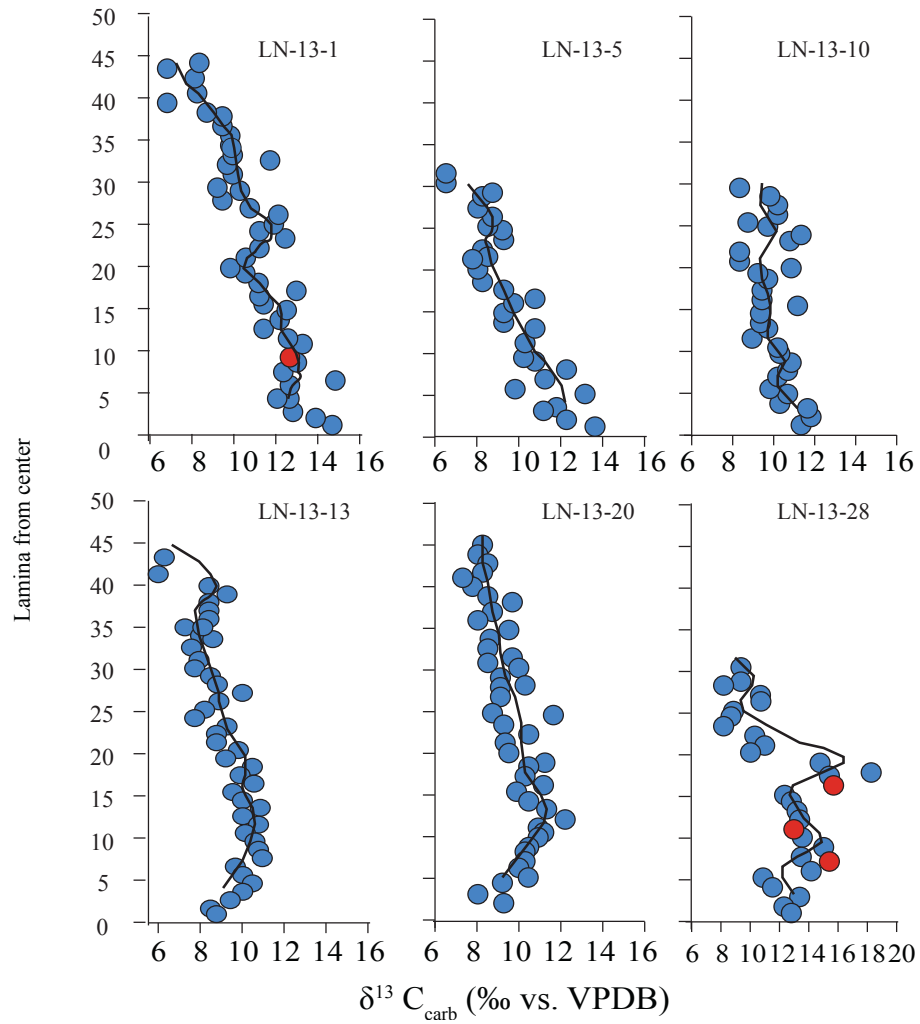 LN-13-1
LN-13-5
LN-13-10
50
45
40
35
30
25
20
15
10
5
0
6 8 10 12 14 16
6 8 10 12 14 16
6 8 10 12 14 16
Lamina from center
LN-13-13
LN-13-20
LN-13-28
45
40
35
30
25
20
15
10
5
0
6 8 10 12 14 16
6 8 10 12 14 16
6 8 10 12 14 16 18 20
δ¹³ C_carb (‰ vs. VPDB)